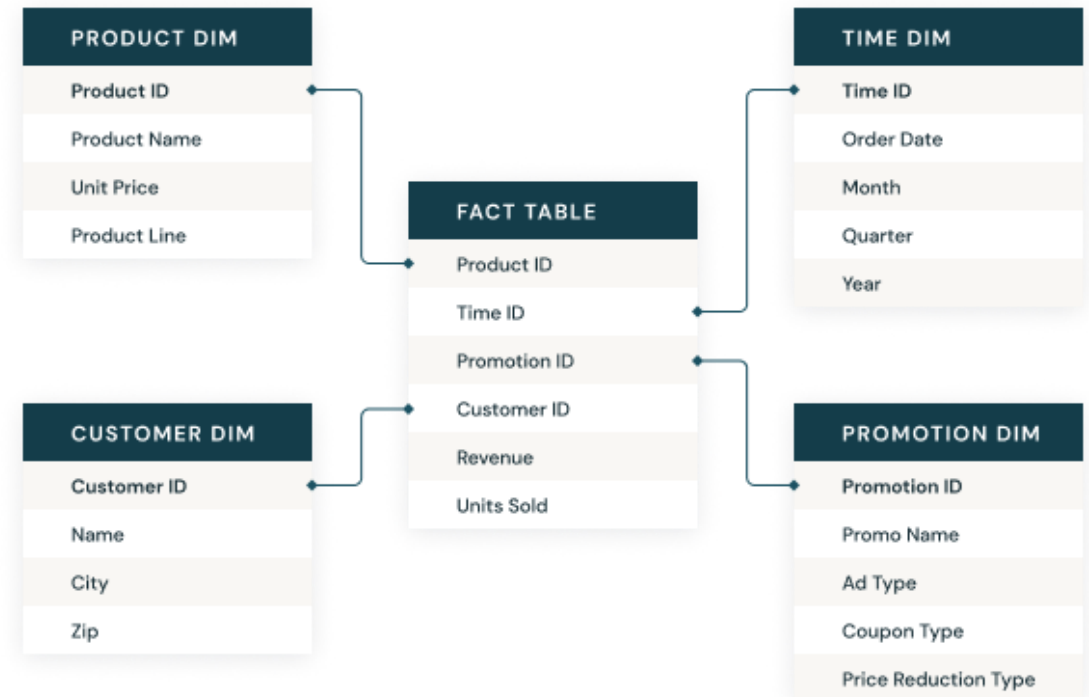 PRODUCT DIM
Product ID
Product Name
Unit Price
Product Line
TIME DIM
Time ID
Order Date
Month
Quarter
Year
FACT TABLE
Product ID
Time ID
Promotion ID
Customer ID
Revenue
Units Sold
CUSTOMER DIM
Customer ID
Name
City
Zip
PROMOTION DIM
Promotion ID
Promo Name
Ad Type
Coupon Type
Price Reduction Type